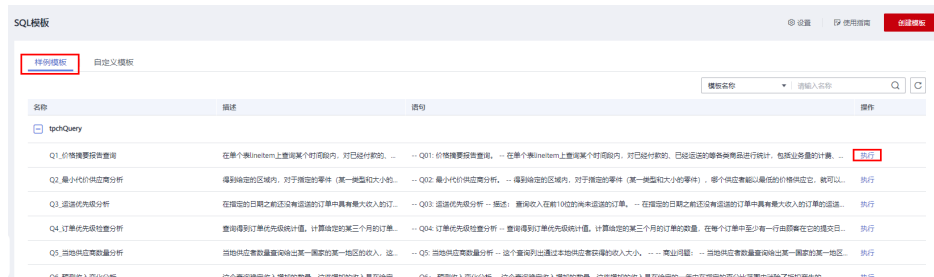 SQL模板 设置 使用指南 创建模板
样例模板 自定义模板
模板名称 请输入名称
名称 描述 语句 操作
tpchQuery
Q1_价格摘要报告查询 在单个表lineitem上查询某个时间段内，对已经付款的、... -- Q01: 价格摘要报告查询。 -- 在单个表lineitem上查询某个时间段内，对已经付款的、已经运送的等各类商品进行统计，包括业务量的计费、... 执行
Q2_最小代价供应商分析 得到给定的区域内，对于指定的零件（某一类型和大小的... -- Q02: 最小代价供应商分析。 -- 得到给定的区域内，对于指定的零件（某一类型和大小的零件），哪个供应者能以最低的价格供应它，就可以... 执行
Q3_运送优先级分析 在指定的日期之前还没有运送的订单中具有最大收入的订... -- Q03: 运送优先级分析 -- 描述： 查询收入在前10位的尚未运送的订单。 -- 在指定的日期之前还没有运送的订单中具有最大收入的订单的运送... 执行
Q4_订单优先级分析 查询得到订单优先级统计值。计算给定的某三个月的订单... -- Q04: 订单优先级分析 -- 查询得到订单优先级统计值。计算给定的某三个月的订单的数量，在每个订单中至少有一行由顾客在它的提交日... 执行
Q5_当地供应商数量分析 当地供应者数量查询给出某一国家的某一地区的收入，这... -- Q5: 当地供应商数量分析 -- 这个查询列出通过本地供应者获得的收入大小。 -- -- 商业问题： -- 当地供应者数量查询给出某一国家的某一地区... 执行